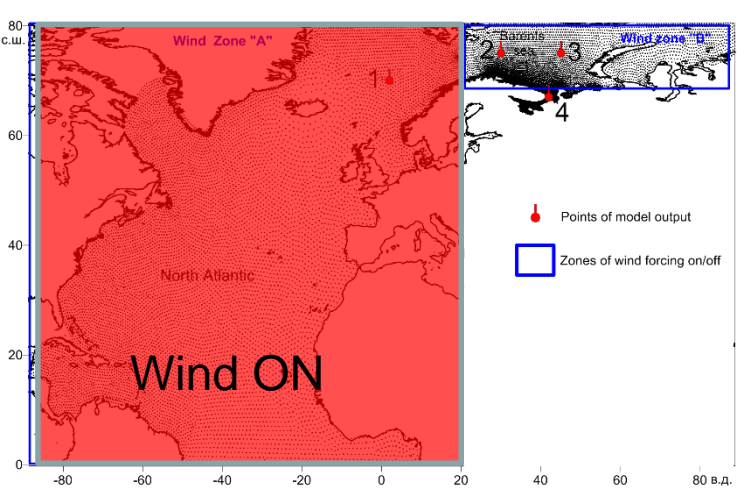 80
с.ш.
Wind Zone "A"
Barents
Wind zone "B"
1
2
3
4
60
Points of model output
40
Zones of wind forcing on/off
North Atlantic
20
Wind ON
0
-80
-60
-40
-20
0
20
40
60
80 в.д.